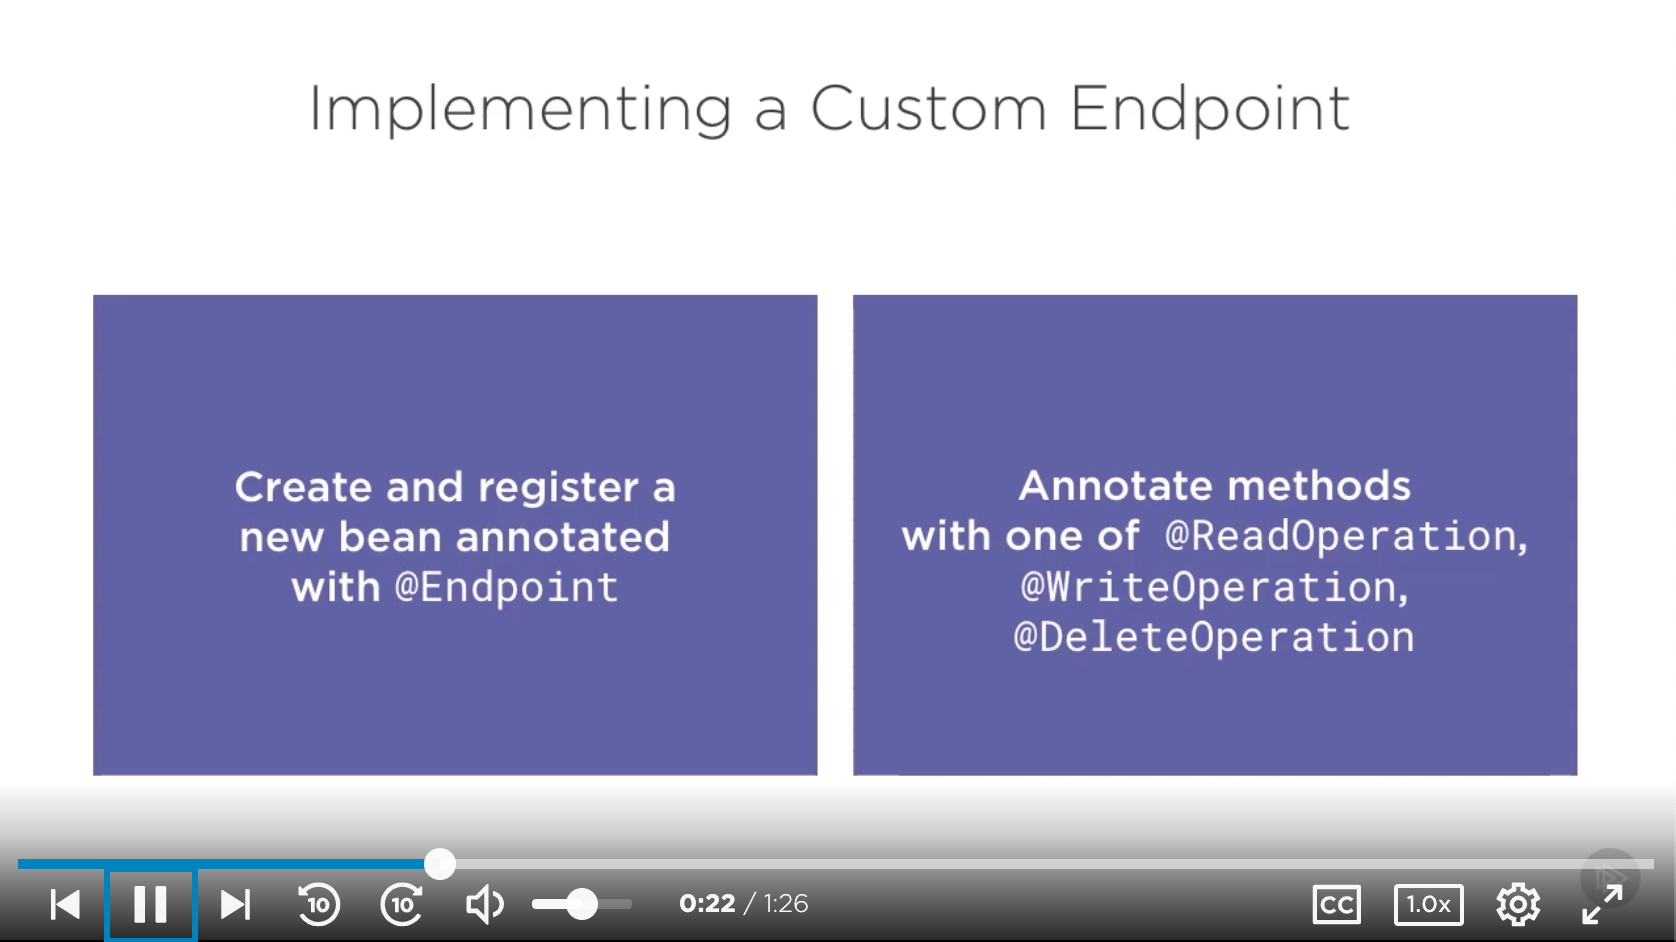 Implementing a Custom Endpoint
Create and register a
new bean annotated
with @Endpoint
Annotate methods
with one of @ReadOperation,
@WriteOperation,
@DeleteOperation
10
10
0:22 / 1:26
CC
1.0x